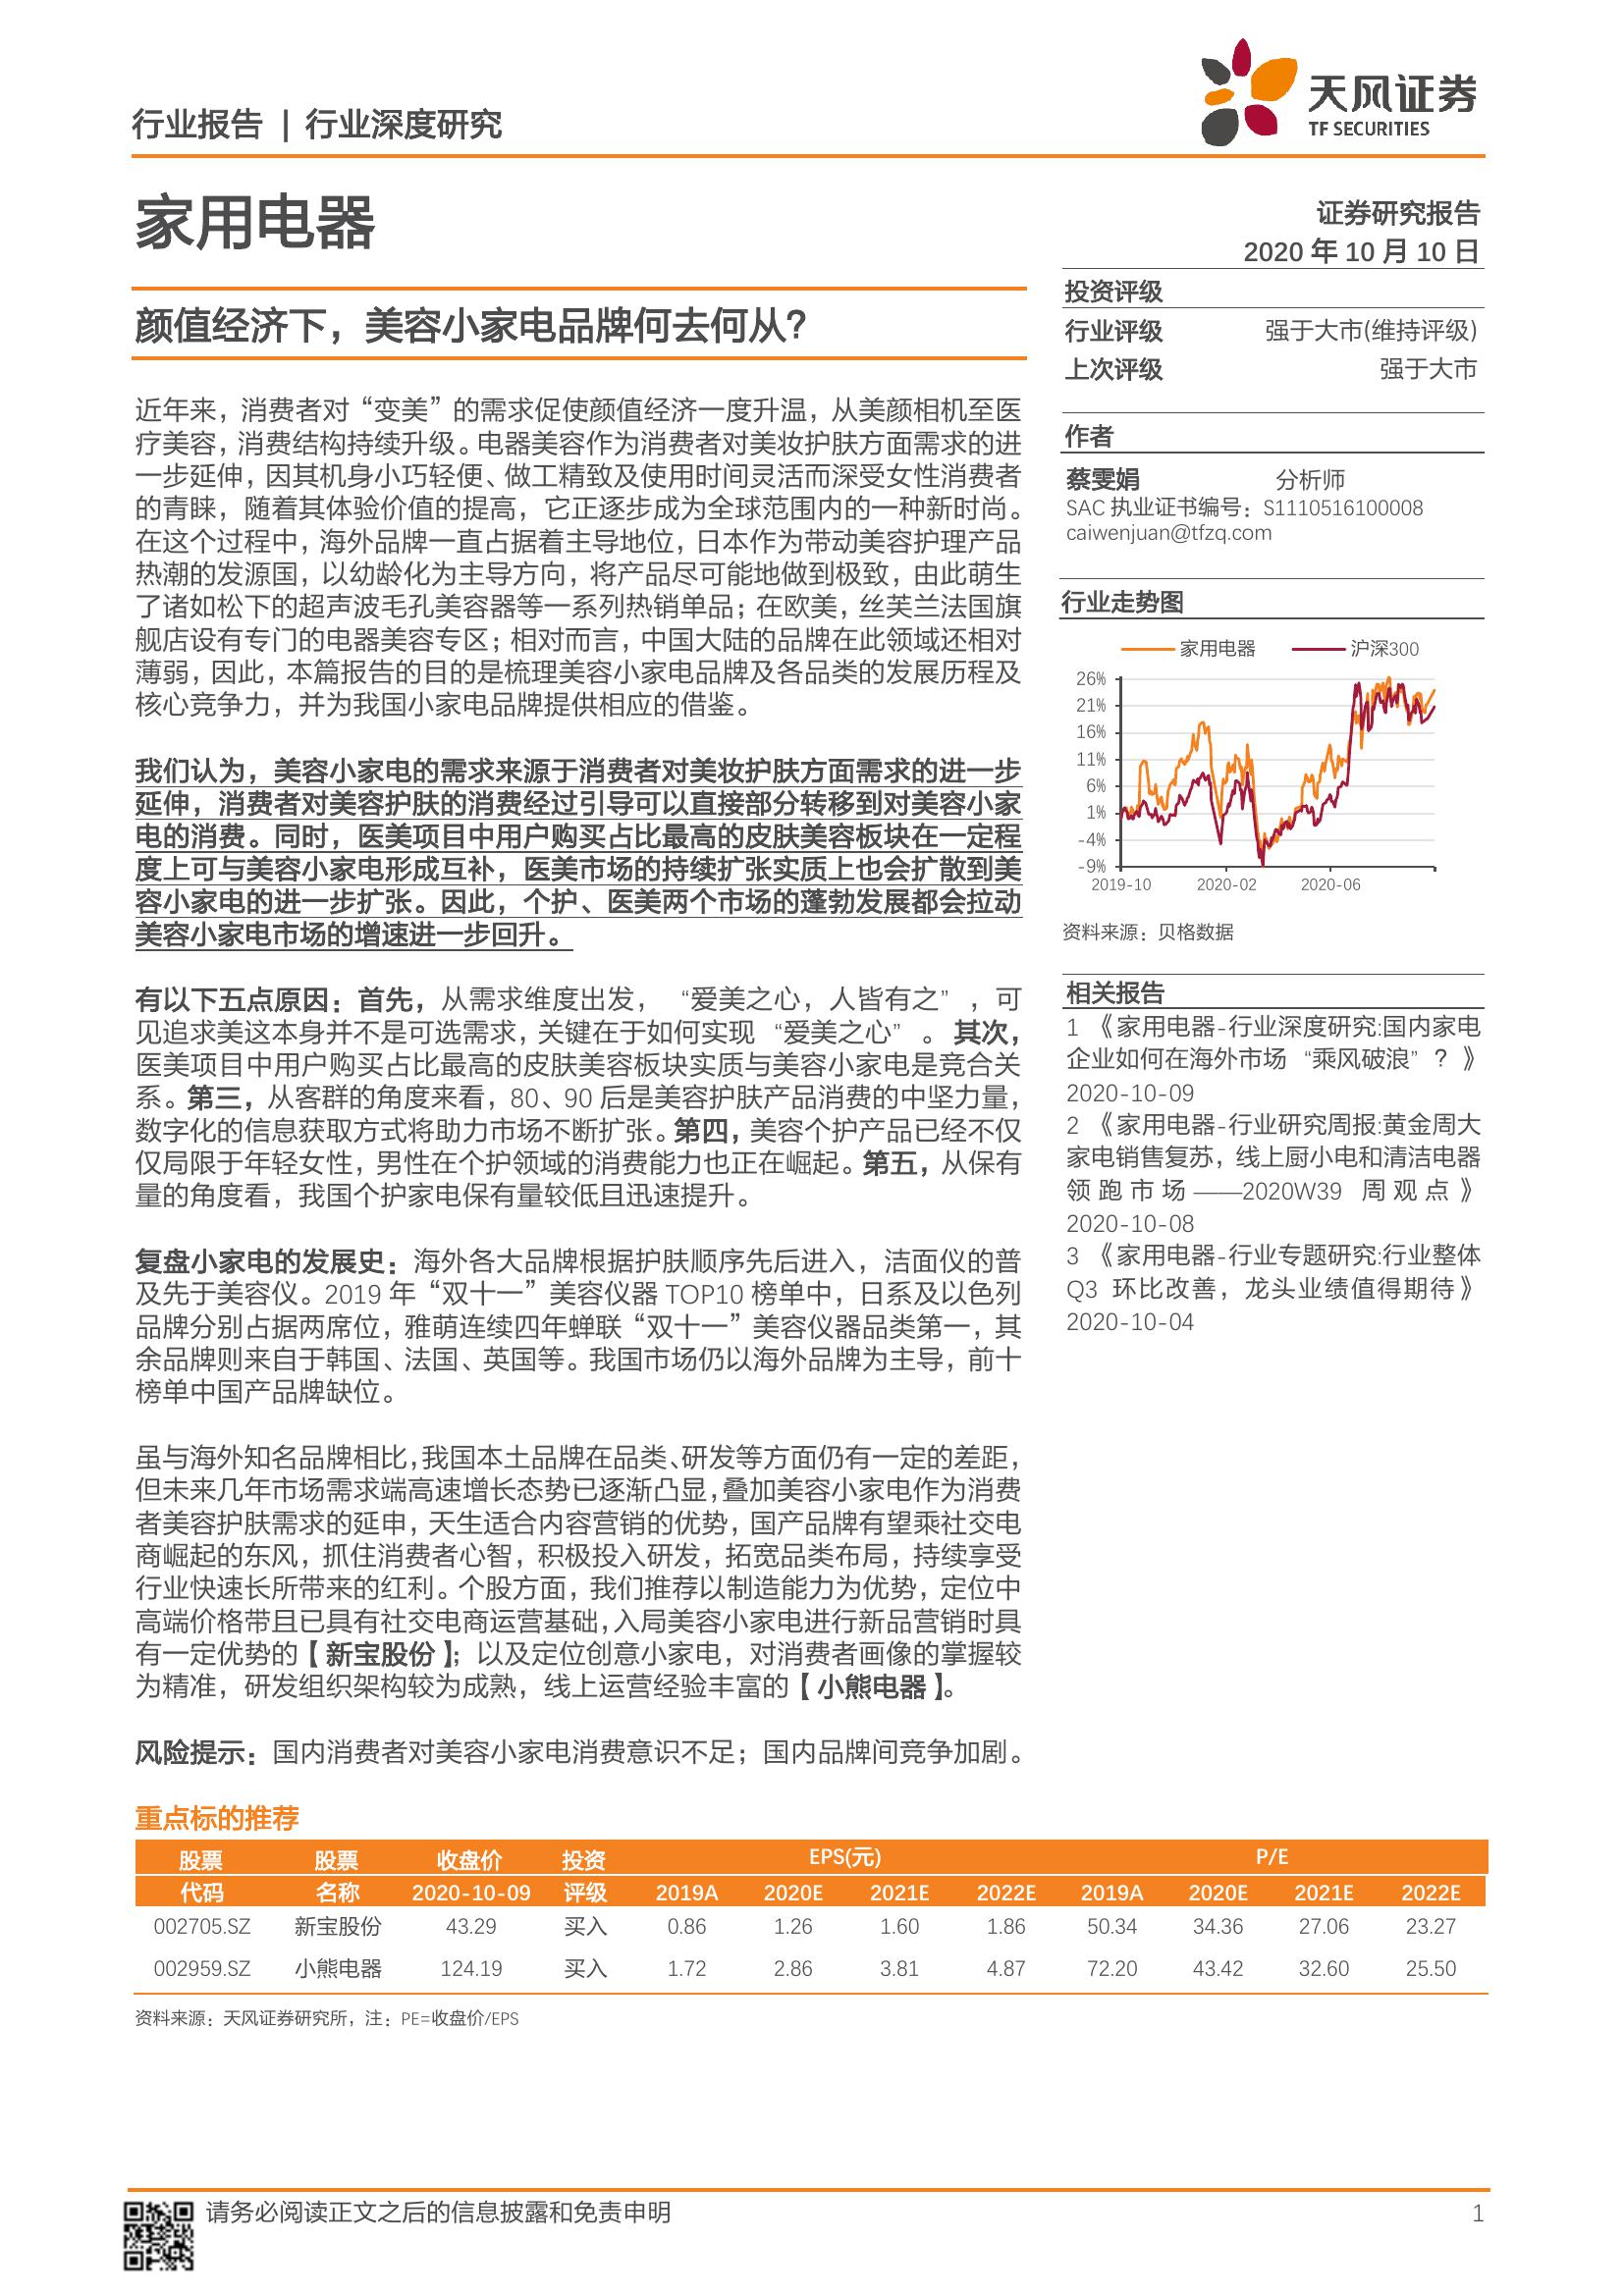 行业报告 | 行业深度研究
天风证券
TF SECURITIES
家用电器
证券研究报告
2020 年 10 月 10 日
颜值经济下，美容小家电品牌何去何从？
近年来，消费者对“变美”的需求促使颜值经济一度升温，从美颜相机至医
疗美容，消费结构持续升级。电器美容作为消费者对美妆护肤方面需求的进
一步延伸，因其机身小巧轻便、做工精致及使用时间灵活而深受女性消费者
的青睐，随着其体验价值的提高，它正逐步成为全球范围内的一种新时尚。
在这个过程中，海外品牌一直占据着主导地位，日本作为带动美容护理产品
热潮的发源国，以幼龄化为主导方向，将产品尽可能地做到极致，由此萌生
了诸如松下的超声波毛孔美容器等一系列热销单品；在欧美，丝芙兰法国旗
舰店设有专门的电器美容专区；相对而言，中国大陆的品牌在此领域还相对
薄弱，因此，本篇报告的目的是梳理美容小家电品牌及各品类的发展历程及
核心竞争力，并为我国小家电品牌提供相应的借鉴。
我们认为，美容小家电的需求来源于消费者对美妆护肤方面需求的进一步
延伸，消费者对美容护肤的消费经过引导可以直接部分转移到对美容小家
电的消费。同时，医美项目中用户购买占比最高的皮肤美容板块在一定程
度上可与美容小家电形成互补，医美市场的持续扩张实质上也会扩散到美
容小家电的进一步扩张。因此，个护、医美两个市场的蓬勃发展都会拉动
美容小家电市场的增速进一步回升。
有以下五点原因：首先，从需求维度出发，“爱美之心，人皆有之”，可
见追求美这本身并不是可选需求，关键在于如何实现“爱美之心”。其次，
医美项目中用户购买占比最高的皮肤美容板块实质与美容小家电是竞合关
系。第三，从客群的角度来看，80、90 后是美容护肤产品消费的中坚力量，
数字化的信息获取方式将助力市场不断扩张。第四，美容个护产品已经不仅
仅局限于年轻女性，男性在个护领域的消费能力也正在崛起。第五，从保有
量的角度看，我国个护家电保有量较低且迅速提升。
复盘小家电的发展史：海外各大品牌根据护肤顺序先后进入，洁面仪的普
及先于美容仪。2019 年“双十一”美容仪器 TOP10 榜单中，日系及以色列
品牌分别占据两席位，雅萌连续四年蝉联“双十一”美容仪器品类第一，其
余品牌则来自于韩国、法国、英国等。我国市场仍以海外品牌为主导，前十
榜单中国产品牌缺位。
虽与海外知名品牌相比，我国本土品牌在品类、研发等方面仍有一定的差距，
但未来几年市场需求端高速增长态势已逐渐凸显，叠加美容小家电作为消费
者美容护肤需求的延申，天生适合内容营销的优势，国产品牌有望乘社交电
商崛起的东风，抓住消费者心智，积极投入研发，拓宽品类布局，持续享受
行业快速长所带来的红利。个股方面，我们推荐以制造能力为优势，定位中
高端价格带且已具有社交电商运营基础，入局美容小家电进行新品营销时具
有一定优势的【新宝股份】；以及定位创意小家电，对消费者画像的掌握较
为精准，研发组织架构较为成熟，线上运营经验丰富的【小熊电器】。
风险提示：国内消费者对美容小家电消费意识不足；国内品牌间竞争加剧。
投资评级
行业评级 强于大市(维持评级)
上次评级 强于大市
作者
蔡雯娟 分析师
SAC 执业证书编号：S1110516100008
caiwenjuan@tfzq.com
行业走势图
家用电器 沪深300
26%
21%
16%
11%
6%
1%
-4%
-9%
2019-10 2020-02 2020-06
资料来源：贝格数据
相关报告
1 《家用电器-行业深度研究:国内家电
企业如何在海外市场“乘风破浪”？》
2020-10-09
2 《家用电器-行业研究周报:黄金周大
家电销售复苏，线上厨小电和清洁电器
领跑市场——2020W39 周观点》
2020-10-08
3 《家用电器-行业专题研究:行业整体
Q3 环比改善，龙头业绩值得期待》
2020-10-04
重点标的推荐
股票 股票 收盘价 投资 EPS(元) P/E
代码 名称 2020-10-09 评级 2019A 2020E 2021E 2022E 2019A 2020E 2021E 2022E
002705.SZ 新宝股份 43.29 买入 0.86 1.26 1.60 1.86 50.34 34.36 27.06 23.27
002959.SZ 小熊电器 124.19 买入 1.72 2.86 3.81 4.87 72.20 43.42 32.60 25.50
资料来源：天风证券研究所，注：PE=收盘价/EPS
请务必阅读正文之后的信息披露和免责申明 1